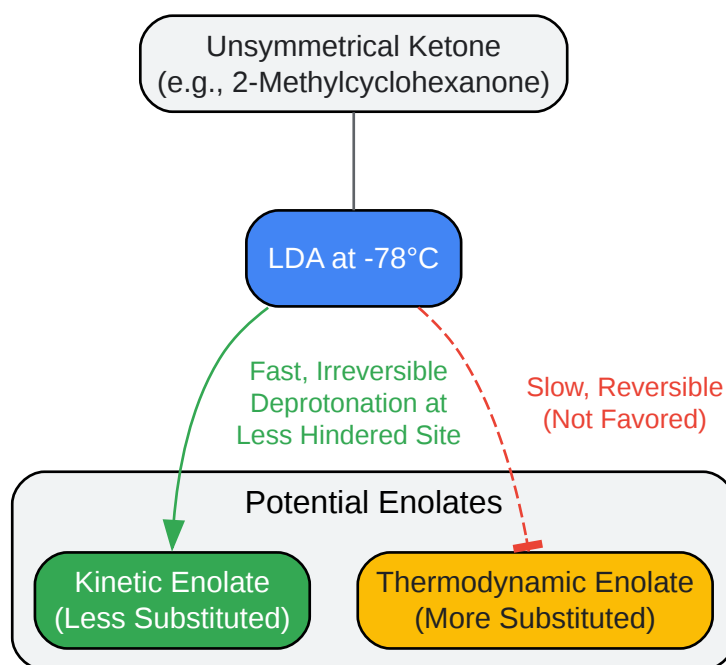 Unsymmetrical Ketone
(e.g., 2-Methylcyclohexanone)
LDA at -78°C
Fast, Irreversible
Deprotonation at
Less Hindered Site
Slow, Reversible
(Not Favored)
Potential Enolates
Kinetic Enolate
(Less Substituted)
Thermodynamic Enolate
(More Substituted)